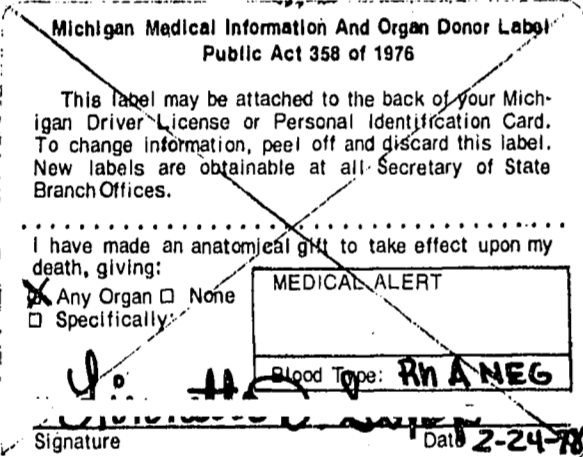 Michigan Medical Information And Organ Donor Label
Public Act 358 of 1976
This label may be attached to the back of your Mich-
igan Driver License or Personal Identification Card.
To change information, peel off and discard this label.
New labels are obtainable at all Secretary of State
Branch Offices.
I have made an anatomical gift to take effect upon my
death, giving:
Any Organ None
Specifically:
MEDICAL ALERT
Blood Type: Rh A NEG
Signature
Date 2-24-78